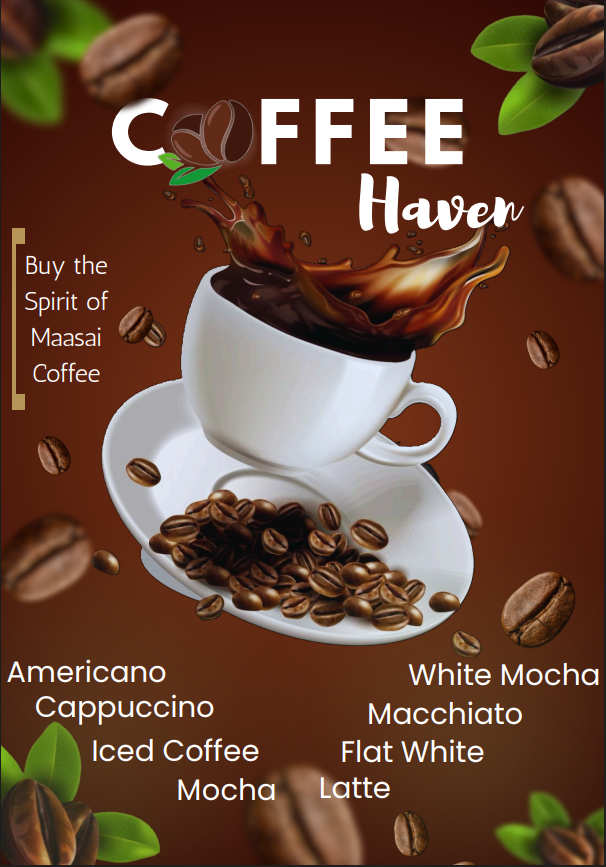 COFFEE
Haven
Buy the
Spirit of
Maasai
Coffee
Americano
Cappuccino
Iced Coffee
Mocha
White Mocha
Macchiato
Flat White
Latte